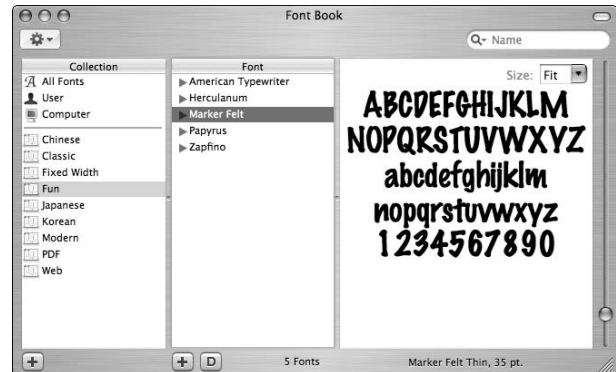 Font Book
Name
Collection
All Fonts
User
Computer
Chinese
Classic
Fixed Width
Fun
Japanese
Korean
Modern
PDF
Web
Font
American Typewriter
Herculanum
Marker Felt
Papyrus
Zapfino
Size: Fit
ABCDEFGHIJKLM
NOPQRSTUVWXYZ
abcdefghijklm
nopqrstuvwxyz
1234567890
+
+ D
5 Fonts
Marker Felt Thin, 35 pt.